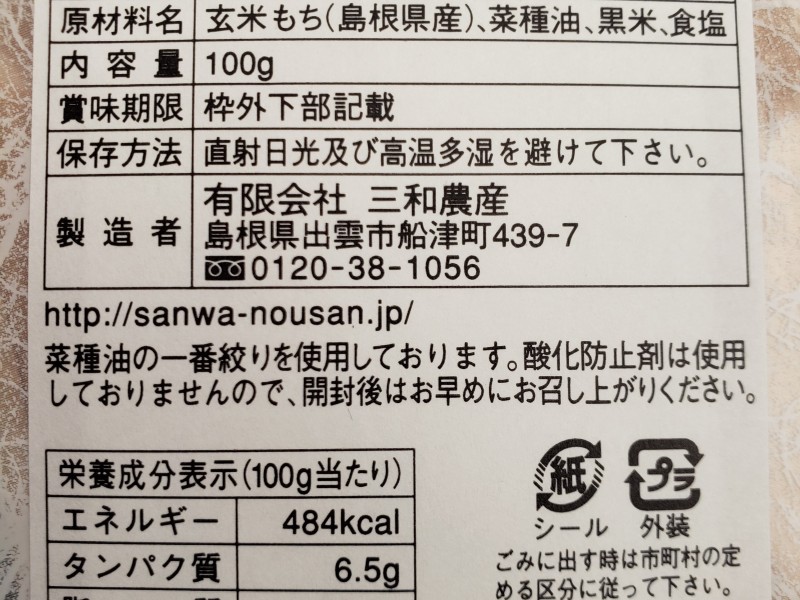 原材料名 玄米もち(島根県産)、菜種油、黒米、食塩
内容量 100g
賞味期限 枠外下部記載
保存方法 直射日光及び高温多湿を避けて下さい。
製造者 有限会社 三和農産
島根県出雲市船津町439-7
0120-38-1056
http://sanwa-nousan.jp/
菜種油の一番絞りを使用しております。酸化防止剤は使用
しておりませんので、開封後はお早めにお召し上がりください。
栄養成分表示(100g当たり)
エネルギー 484kcal
タンパク質 6.5g
紙 プラ
シール 外装
ごみに出す時は市町村の定
める区分に従って下さい。